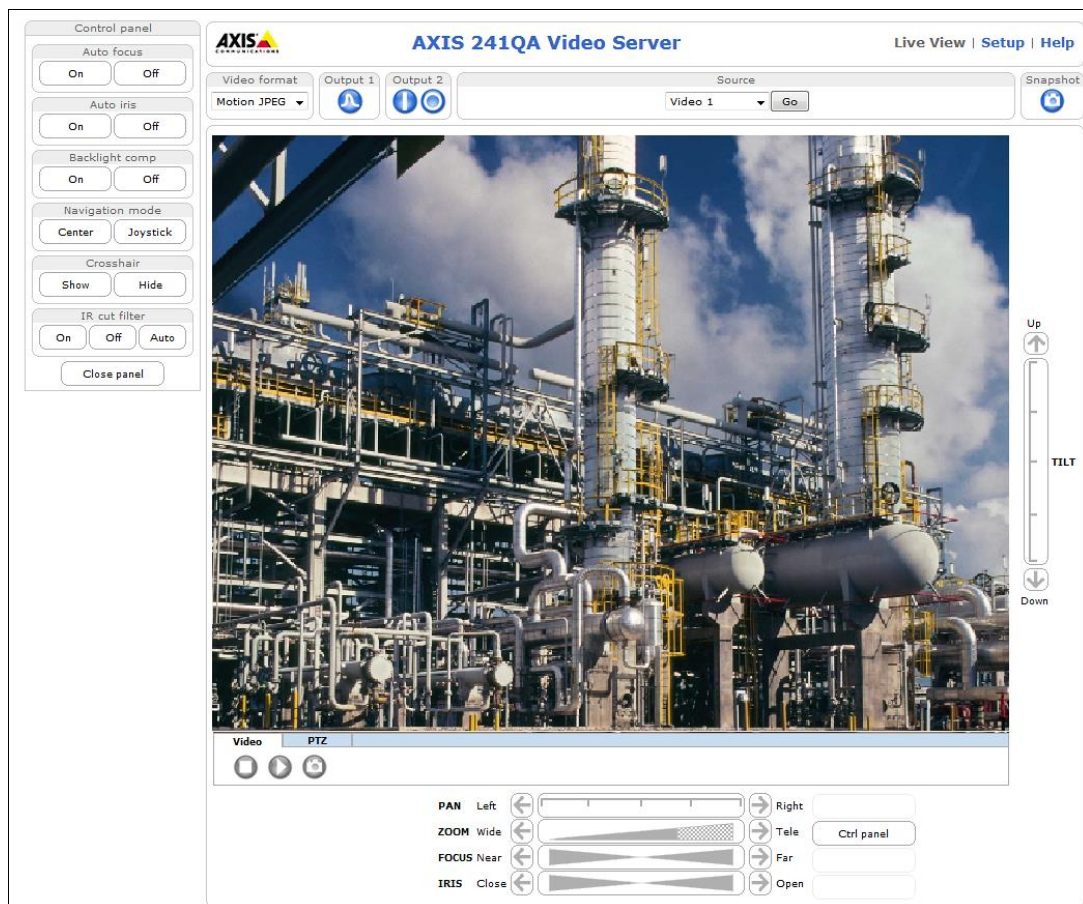 Control panel
Auto focus
On Off
Auto iris
On Off
Backlight comp
On Off
Navigation mode
Center Joystick
Crosshair
Show Hide
IR cut filter
On Off Auto
Close panel
AXIS
COMMUNICATIONS
AXIS 241QA Video Server
Live View | Setup | Help
Video format Output 1 Output 2 Source Snapshot
Motion JPEG Video 1 Go
Up
TILT
Down
Video PTZ
PAN Left Right
ZOOM Wide Tele Ctrl panel
FOCUS Near Far
IRIS Close Open